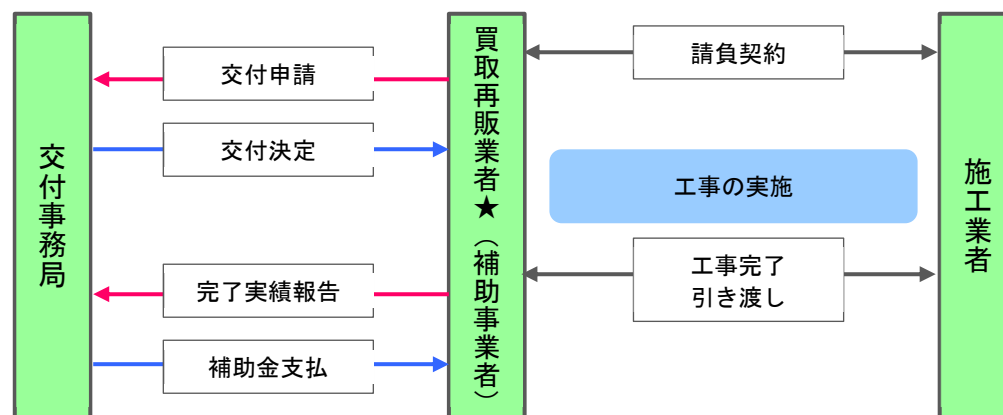 交付事務局
交付申請
交付決定
完了実績報告
補助金支払
買取再販業者★（補助事業者）
請負契約
工事の実施
工事完了
引き渡し
施工業者